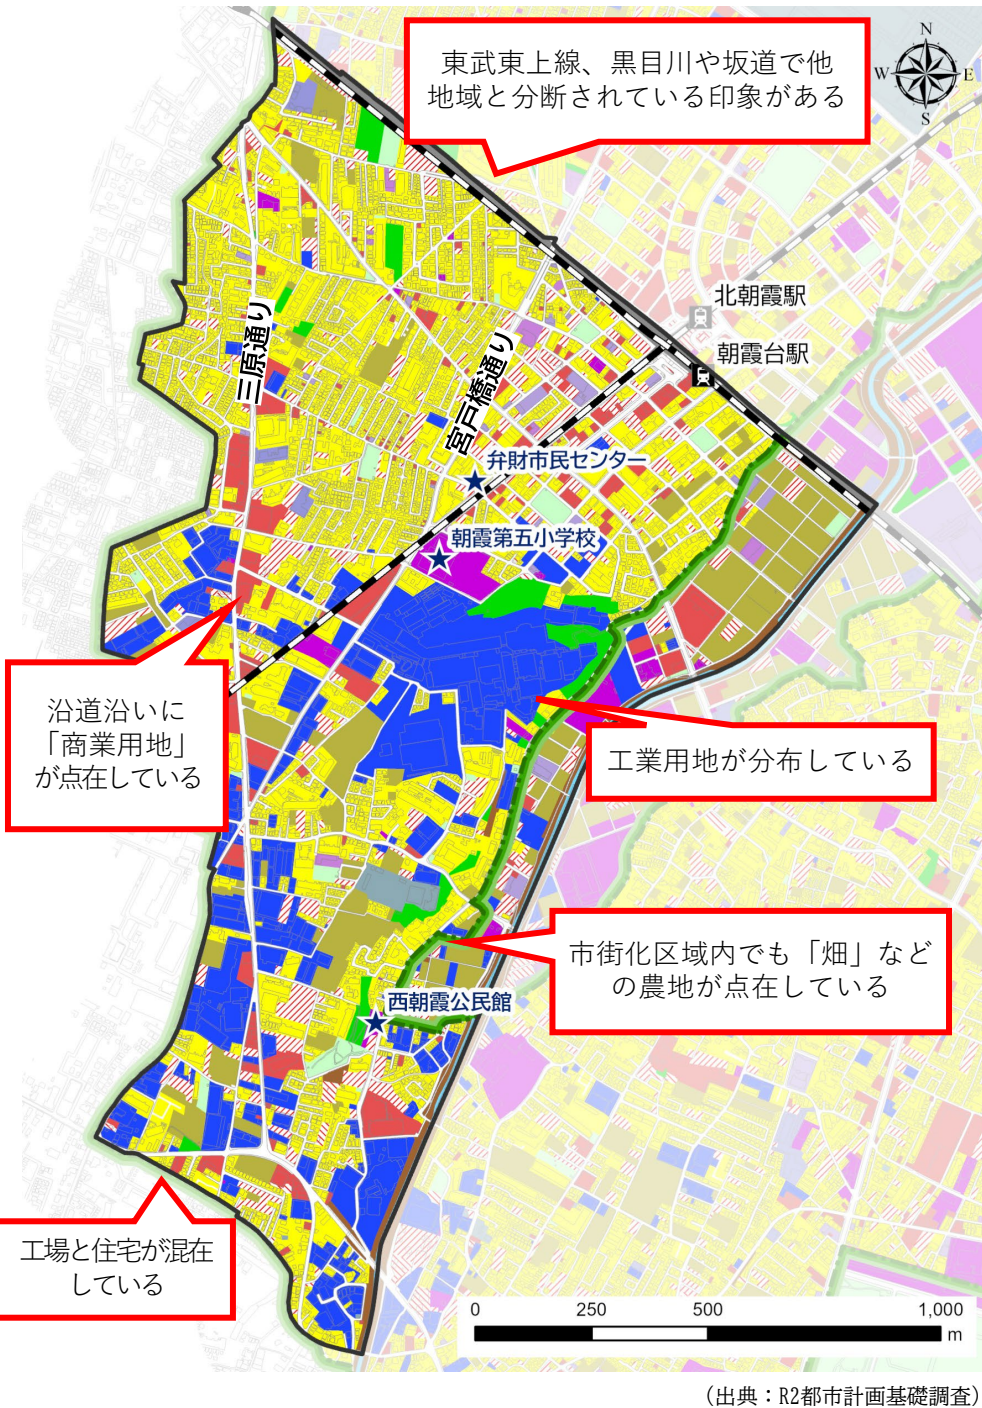 東武東上線、黒目川や坂道で他
地域と分断されている印象がある
N
W
E
S
北朝霞駅
朝霞台駅
三原通り
宮戸橋通り
弁財市民センター
朝霞第五小学校
沿道沿いに
「商業用地」
が点在している
工業用地が分布している
市街化区域内でも「畑」など
の農地が点在している
西朝霞公民館
工場と住宅が混在
している
0 250 500 1,000
m
（出典：R2都市計画基礎調査）